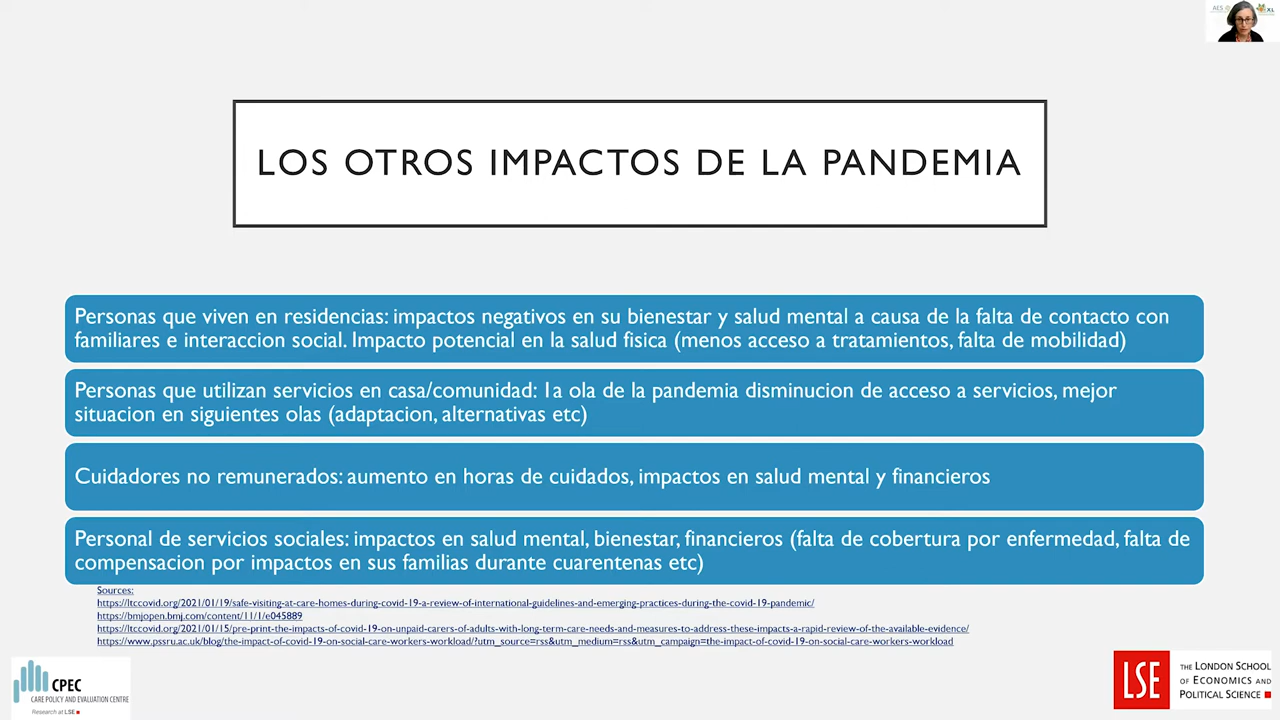 AES
XL
LOS OTROS IMPACTOS DE LA PANDEMIA
Personas que viven en residencias: impactos negativos en su bienestar y salud mental a causa de la falta de contacto con
familiares e interaccion social. Impacto potencial en la salud fisica (menos acceso a tratamientos, falta de mobilidad)
Personas que utilizan servicios en casa/comunidad: 1a ola de la pandemia disminucion de acceso a servicios, mejor
situacion en siguientes olas (adaptacion, alternativas etc)
Cuidadores no remunerados: aumento en horas de cuidados, impactos en salud mental y financieros
Personal de servicios sociales: impactos en salud mental, bienestar, financieros (falta de cobertura por enfermedad, falta de
compensacion por impactos en sus familias durante cuarentenas etc)
Sources:
https://ltccovid.org/2021/01/19/safe-visiting-at-care-homes-during-covid-19-a-review-of-international-guidelines-and-emerging-practices-during-the-covid-19-pandemic/
https://bmjopen.bmj.com/content/11/1/e045889
https://ltccovid.org/2021/01/15/pre-print-the-impacts-of-covid-19-on-unpaid-carers-of-adults-with-long-term-care-needs-and-measures-to-address-these-impacts-a-rapid-review-of-the-available-evidence/
https://www.pssru.ac.uk/blog/the-impact-of-covid-19-on-social-care-workers-workload/?utm_source=rss&utm_medium=rss&utm_campaign=the-impact-of-covid-19-on-social-care-workers-workload
CPEC
CARE POLICY AND EVALUATION CENTRE
Research at LSE
LSE
THE LONDON SCHOOL
OF ECONOMICS AND
POLITICAL SCIENCE